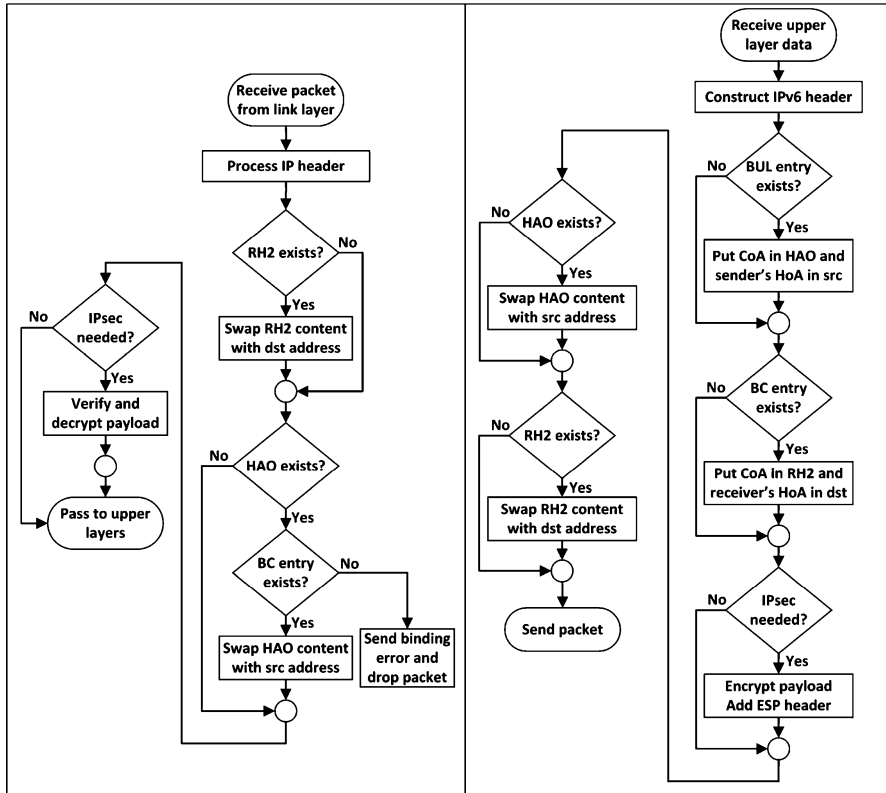 Receive packet
from link layer
Process IP header
RH2 exists?
No
Yes
Swap RH2 content
with dst address
HAO exists?
No
Yes
BC entry
exists?
No
Yes
Swap HAO content
with src address
Send binding
error and
drop packet
IPsec
needed?
No
Yes
Verify and
decrypt payload
Pass to upper
layers
Receive upper
layer data
Construct IPv6 header
BUL entry
exists?
No
Yes
Put CoA in HAO and
sender's HoA in src
BC entry
exists?
No
Yes
Put CoA in RH2 and
receiver's HoA in dst
IPsec
needed?
No
Yes
Encrypt payload
Add ESP header
HAO exists?
No
Yes
Swap HAO content
with src address
RH2 exists?
No
Yes
Swap RH2 content
with dst address
Send packet